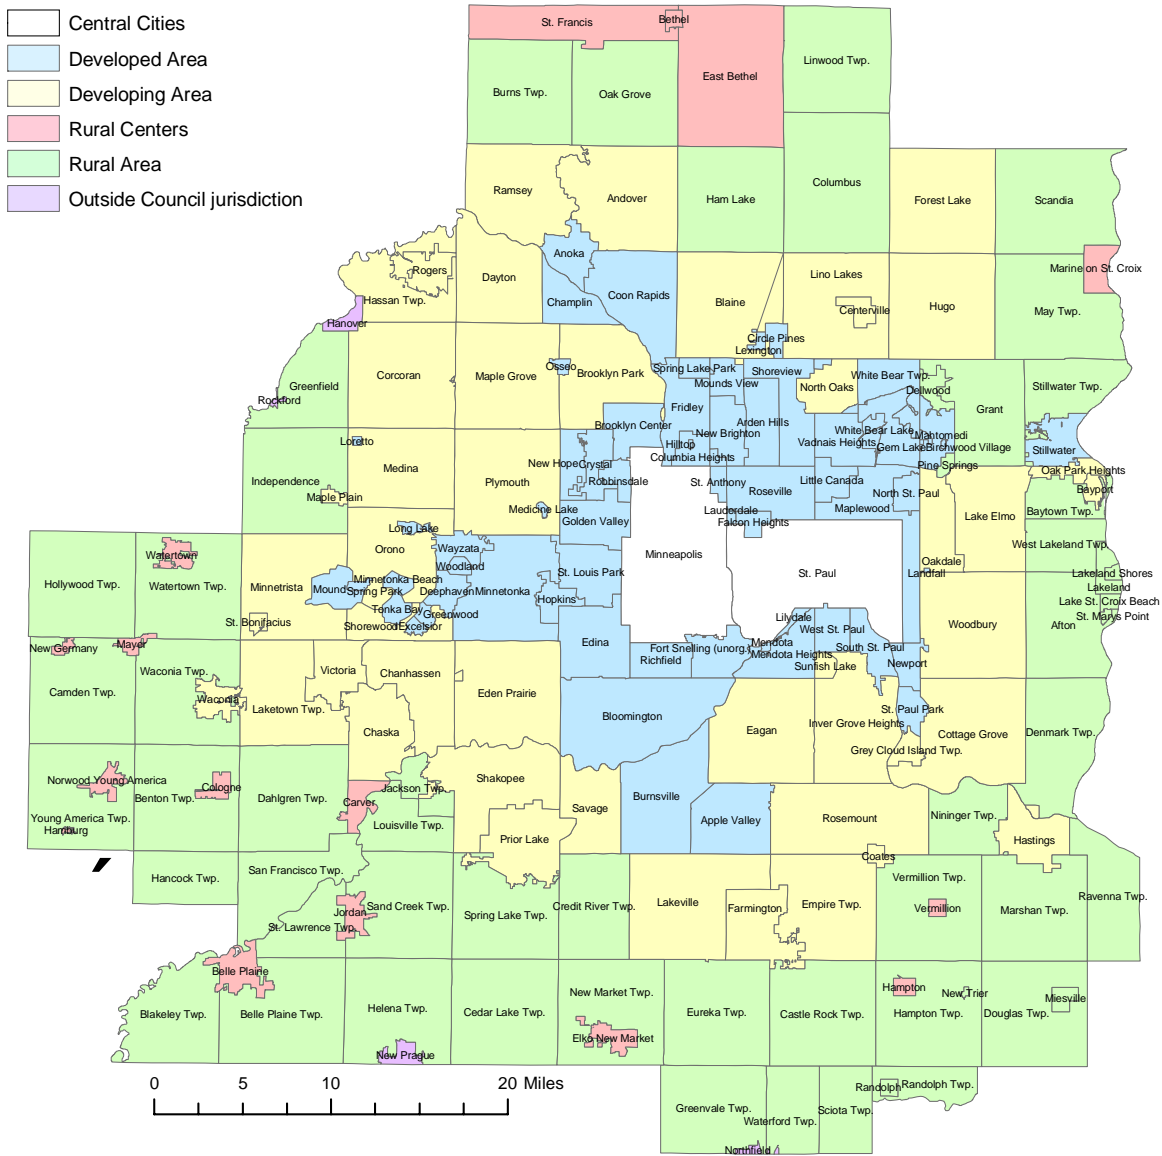 Central Cities
Developed Area
Developing Area
Rural Centers
Rural Area
Outside Council jurisdiction
St. Francis
Bethel
East Bethel
Linwood Twp.
Burns Twp.
Oak Grove
Ramsey
Andover
Ham Lake
Columbus
Forest Lake
Scandia
Anoka
Rogers
Dayton
Hassan Twp.
Champlin
Coon Rapids
Blaine
Lino Lakes
Centerville
Hugo
Marine on St. Croix
May Twp.
Hanover
Circle Pines
Lexington
Greenfield
Rockford
Corcoran
Maple Grove
Osseo
Brooklyn Park
Spring Lake Park
Mounds View
Shoreview
North Oaks
White Bear Twp.
Dellwood
Stillwater Twp.
Fridley
Grant
Brooklyn Center
Hilltop
New Brighton
Arden Hills
Columbia Heights
Vadnais Heights
White Bear Lake
Gem Lake
Mahtomedi
Birchwood Village
Stillwater
Loretto
Medina
Independence
Maple Plain
Plymouth
New Hope
Crystal
Robbinsdale
Medicine Lake
Golden Valley
St. Anthony
Roseville
Little Canada
Pine Springs
North St. Paul
Maplewood
Oak Park Heights
Bayport
Baytown Twp.
Lake Elmo
Lauderdale
Falcon Heights
Long Lake
Orono
Wayzata
Woodland
Minneapolis
St. Paul
Oakdale
Landfall
West Lakeland Twp.
Lakeland Shores
Lakeland
Lake St. Croix Beach
St. Marys Point
Afton
Watertown
Hollywood Twp.
Watertown Twp.
Minnetrista
Mound
Minnetonka Beach
Spring Park
Deephaven
Minnetonka
St. Louis Park
Hopkins
Tonka Bay
Greenwood
Shorewood
Excelsior
St. Bonifacius
Edina
Richfield
Fort Snelling (unorg.)
Lilydale
Mendota
Mendota Heights
West St. Paul
South St. Paul
Sunfish Lake
Newport
Woodbury
New Germany
Mayer
Camden Twp.
Waconia Twp.
Waconia
Laketown Twp.
Victoria
Chanhassen
Chaska
Eden Prairie
Bloomington
Eagan
Inver Grove Heights
St. Paul Park
Grey Cloud Island Twp.
Cottage Grove
Denmark Twp.
Norwood Young America
Cologne
Benton Twp.
Dahlgren Twp.
Carver
Jackson Twp.
Shakopee
Louisville Twp.
Prior Lake
Savage
Burnsville
Apple Valley
Rosemount
Nininger Twp.
Hastings
Coates
Young America Twp.
Hamburg
Hancock Twp.
San Francisco Twp.
Jordan
St. Lawrence Twp.
Sand Creek Twp.
Spring Lake Twp.
Credit River Twp.
Lakeville
Farmington
Empire Twp.
Vermillion Twp.
Vermillion
Marshan Twp.
Ravenna Twp.
Belle Plaine
Blakeley Twp.
Belle Plaine Twp.
Helena Twp.
New Prague
Cedar Lake Twp.
New Market Twp.
Elko New Market
Eureka Twp.
Castle Rock Twp.
Hampton
Hampton Twp.
New Trier
Douglas Twp.
Miesville
Greenvale Twp.
Waterford Twp.
Northfield
Sciota Twp.
Randolph
Randolph Twp.
0 5 10 20 Miles